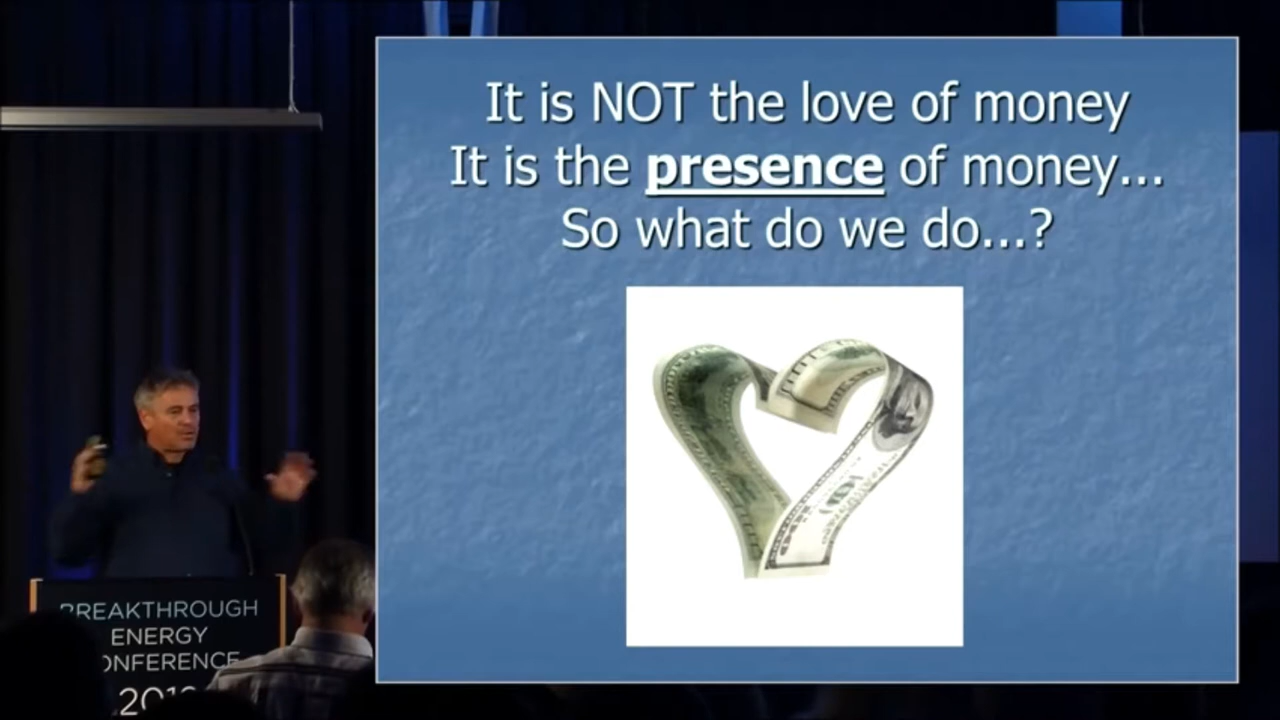 It is NOT the love of money
It is the presence of money...
So what do we do...?
BREAKTHROUGH
ENERGY
CONFERENCE